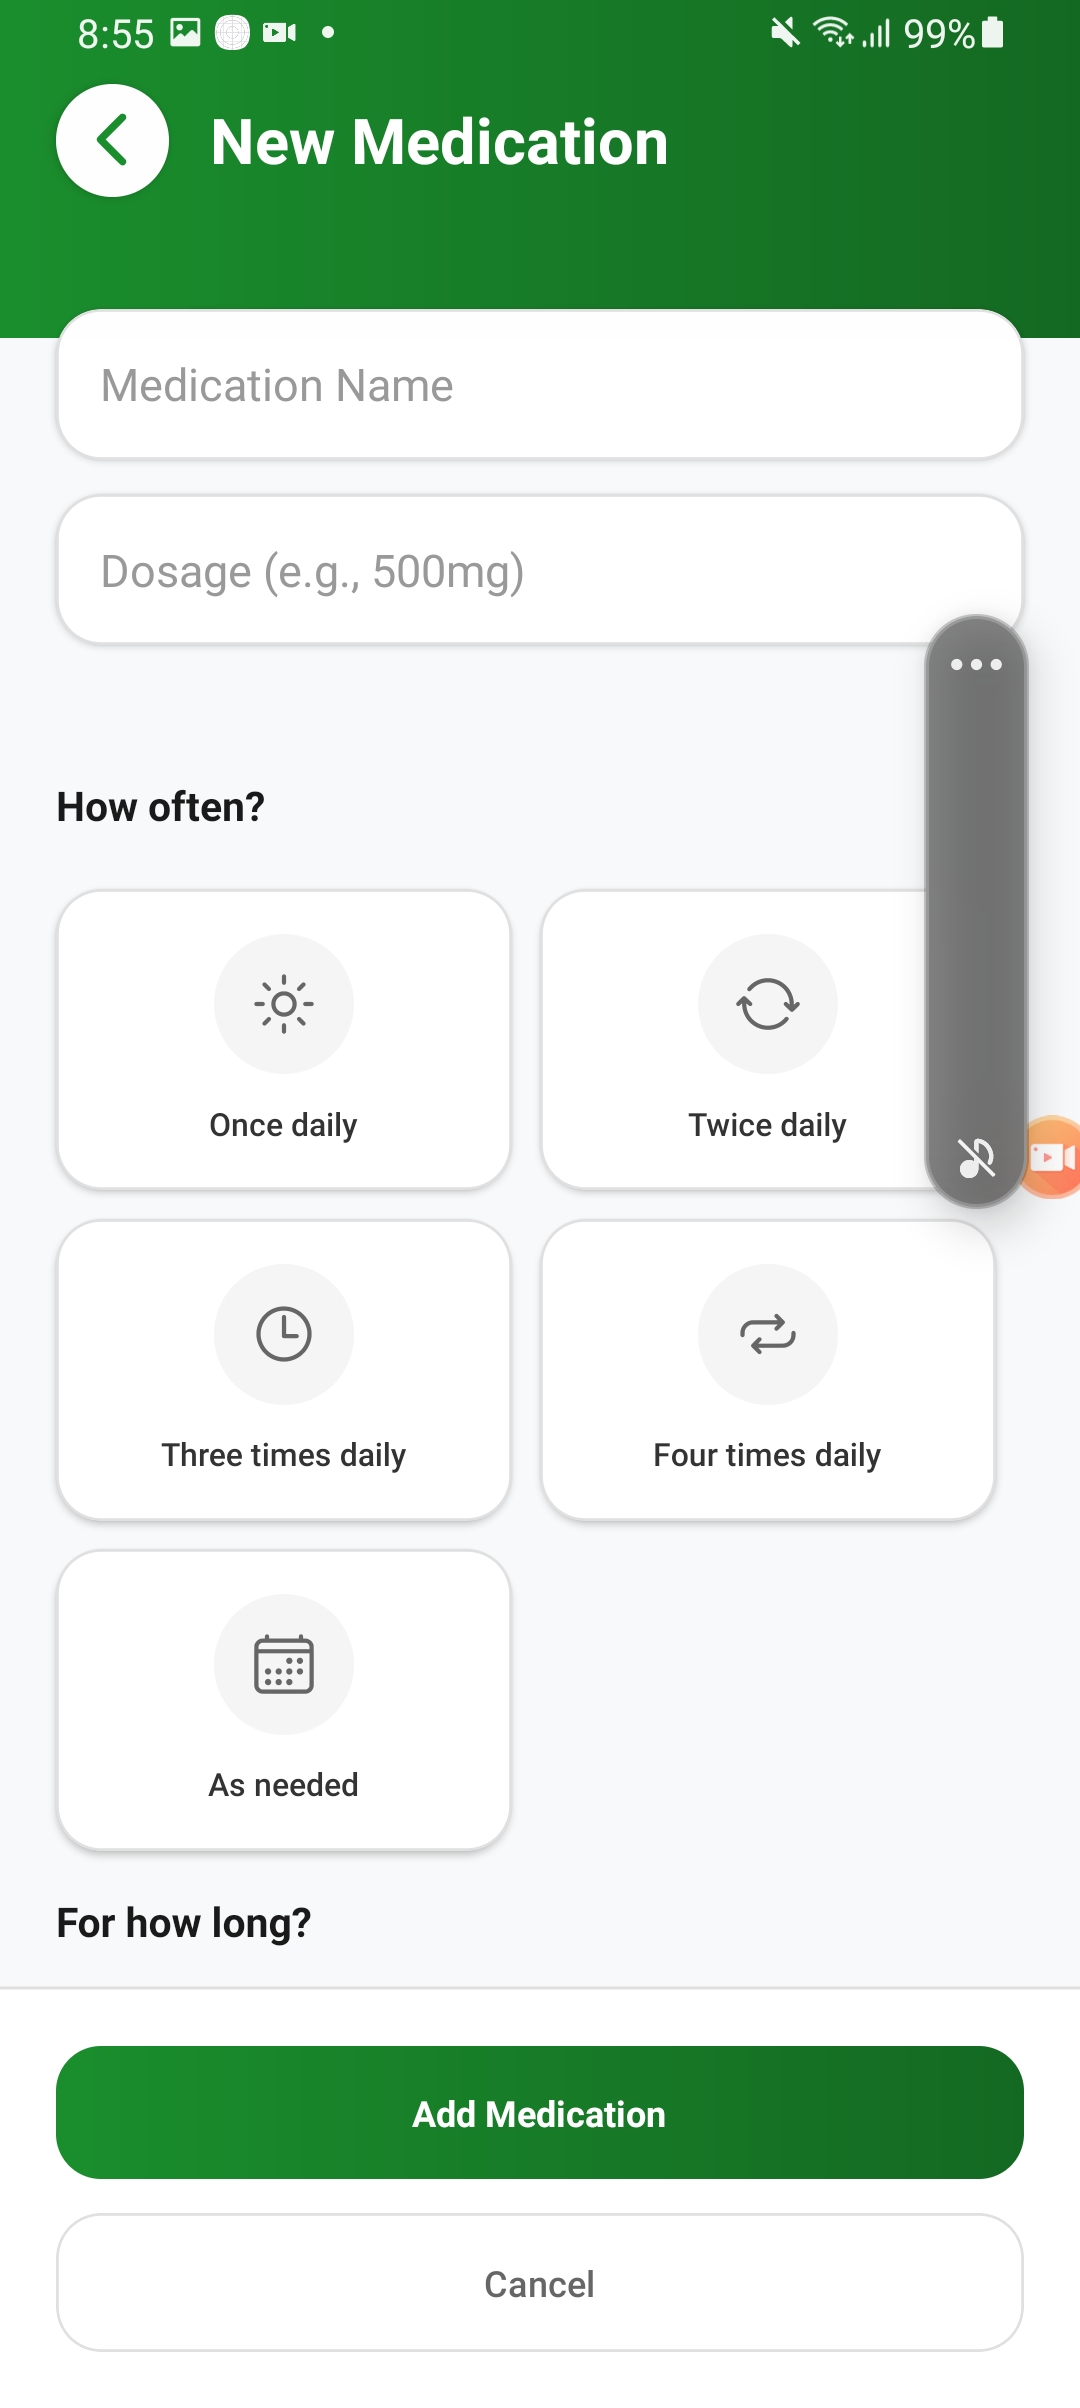 8:55 99%
New Medication
Medication Name
Dosage (e.g., 500mg)
How often?
Once daily
Twice daily
Three times daily
Four times daily
As needed
For how long?
Add Medication
Cancel